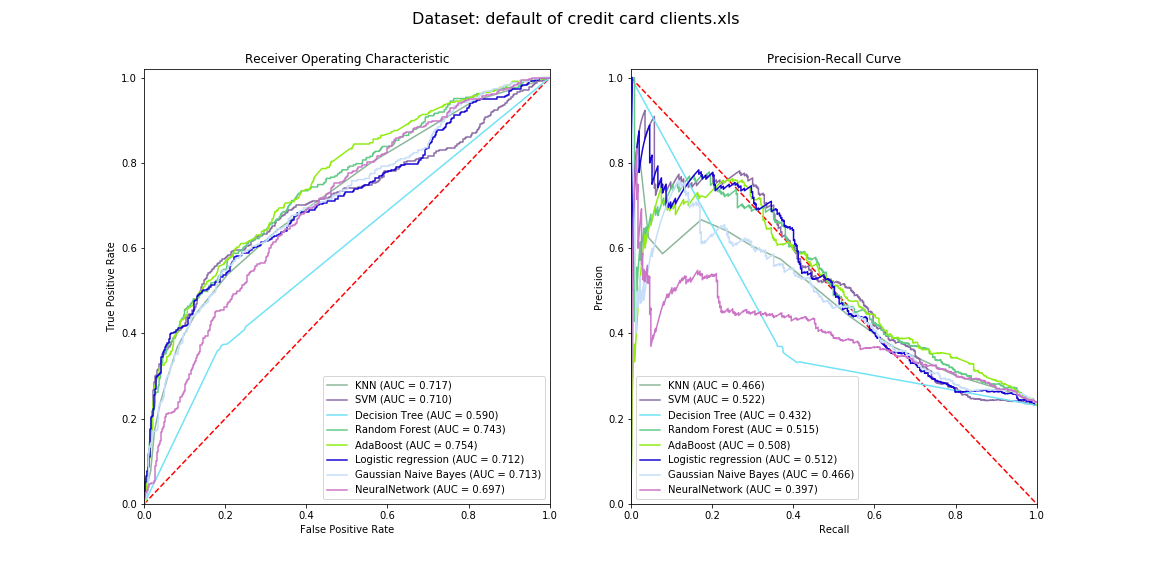 Dataset: default of credit card clients.xls
Receiver Operating Characteristic
1.0
0.8
0.6
0.4
0.2
0.0
True Positive Rate
KNN (AUC = 0.717)
SVM (AUC = 0.710)
Decision Tree (AUC = 0.590)
Random Forest (AUC = 0.743)
AdaBoost (AUC = 0.754)
Logistic regression (AUC = 0.712)
Gaussian Naive Bayes (AUC = 0.713)
NeuralNetwork (AUC = 0.697)
0.0 0.2 0.4 0.6 0.8 1.0
False Positive Rate
Precision-Recall Curve
1.0
0.8
0.6
0.4
0.2
0.0
Precision
KNN (AUC = 0.466)
SVM (AUC = 0.522)
Decision Tree (AUC = 0.432)
Random Forest (AUC = 0.515)
AdaBoost (AUC = 0.508)
Logistic regression (AUC = 0.512)
Gaussian Naive Bayes (AUC = 0.466)
NeuralNetwork (AUC = 0.397)
0.0 0.2 0.4 0.6 0.8 1.0
Recall